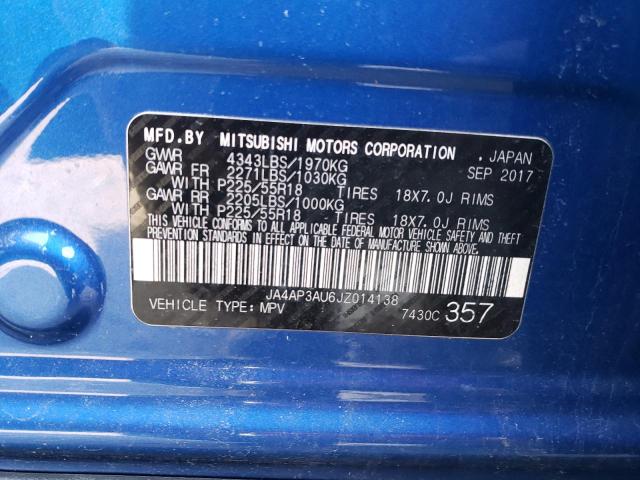 MFD.BY MITSUBISHI MOTORS CORPORATION . JAPAN
GVWR 4343LBS/1970KG SEP 2017
GAWR FR 2271LBS/1030KG
WITH P225/55R18 TIRES 18X7.0J RIMS
GAWR RR 2205LBS/1000KG
WITH P225/55R18 TIRES 18X7.0J RIMS
THIS VEHICLE CONFORMS TO ALL APPLICABLE FEDERAL MOTOR VEHICLE SAFETY AND
THEFT PREVENTION STANDARDS IN EFFECT ON THE DATE OF MANUFACTURE SHOWN ABOVE.
JA4AP3AU6JZ014138
VEHICLE TYPE: MPV 7430C 357